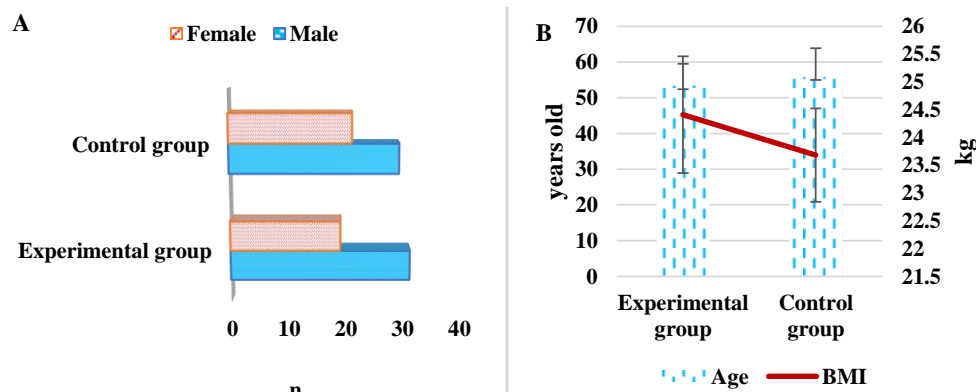 A
Female Male
Control group
Experimental group
0 10 20 30 40
n
B
years old
70
60
50
40
30
20
10
0
26
25.5
25
24.5
24
23.5
23
22.5
22
21.5
kg
Experimental
group
Control
group
Age BMI